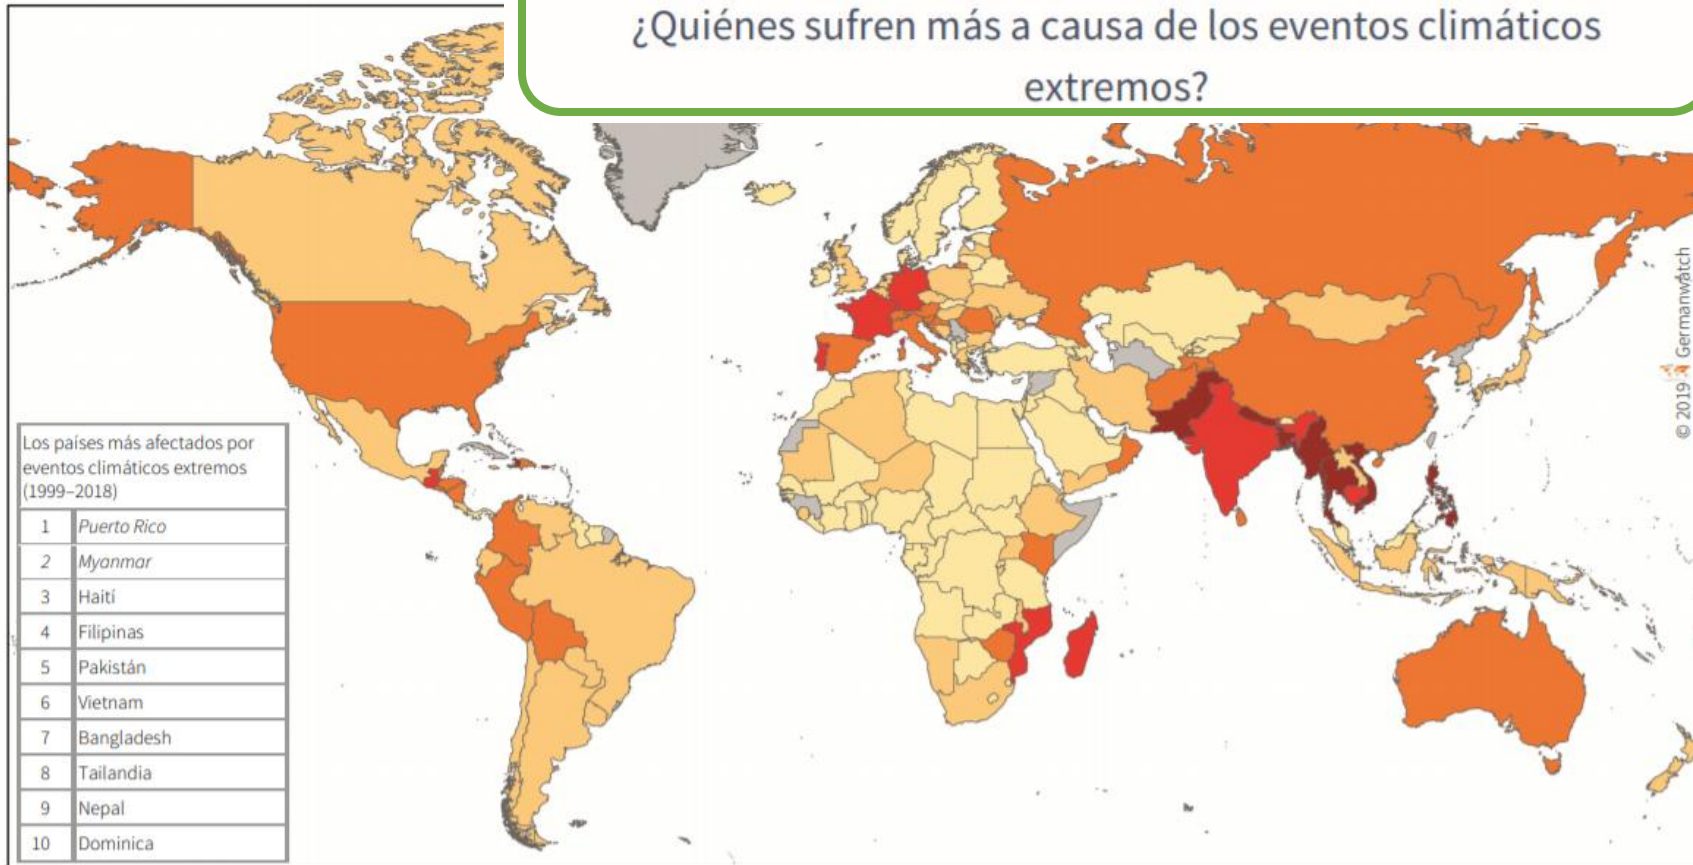 ¿Quiénes sufren más a causa de los eventos climáticos
extremos?
Los países más afectados por
eventos climáticos extremos
(1999–2018)
1 Puerto Rico
2 Myanmar
3 Haití
4 Filipinas
5 Pakistán
6 Vietnam
7 Bangladesh
8 Tailandia
9 Nepal
10 Dominica
© 2019 Germanwatch